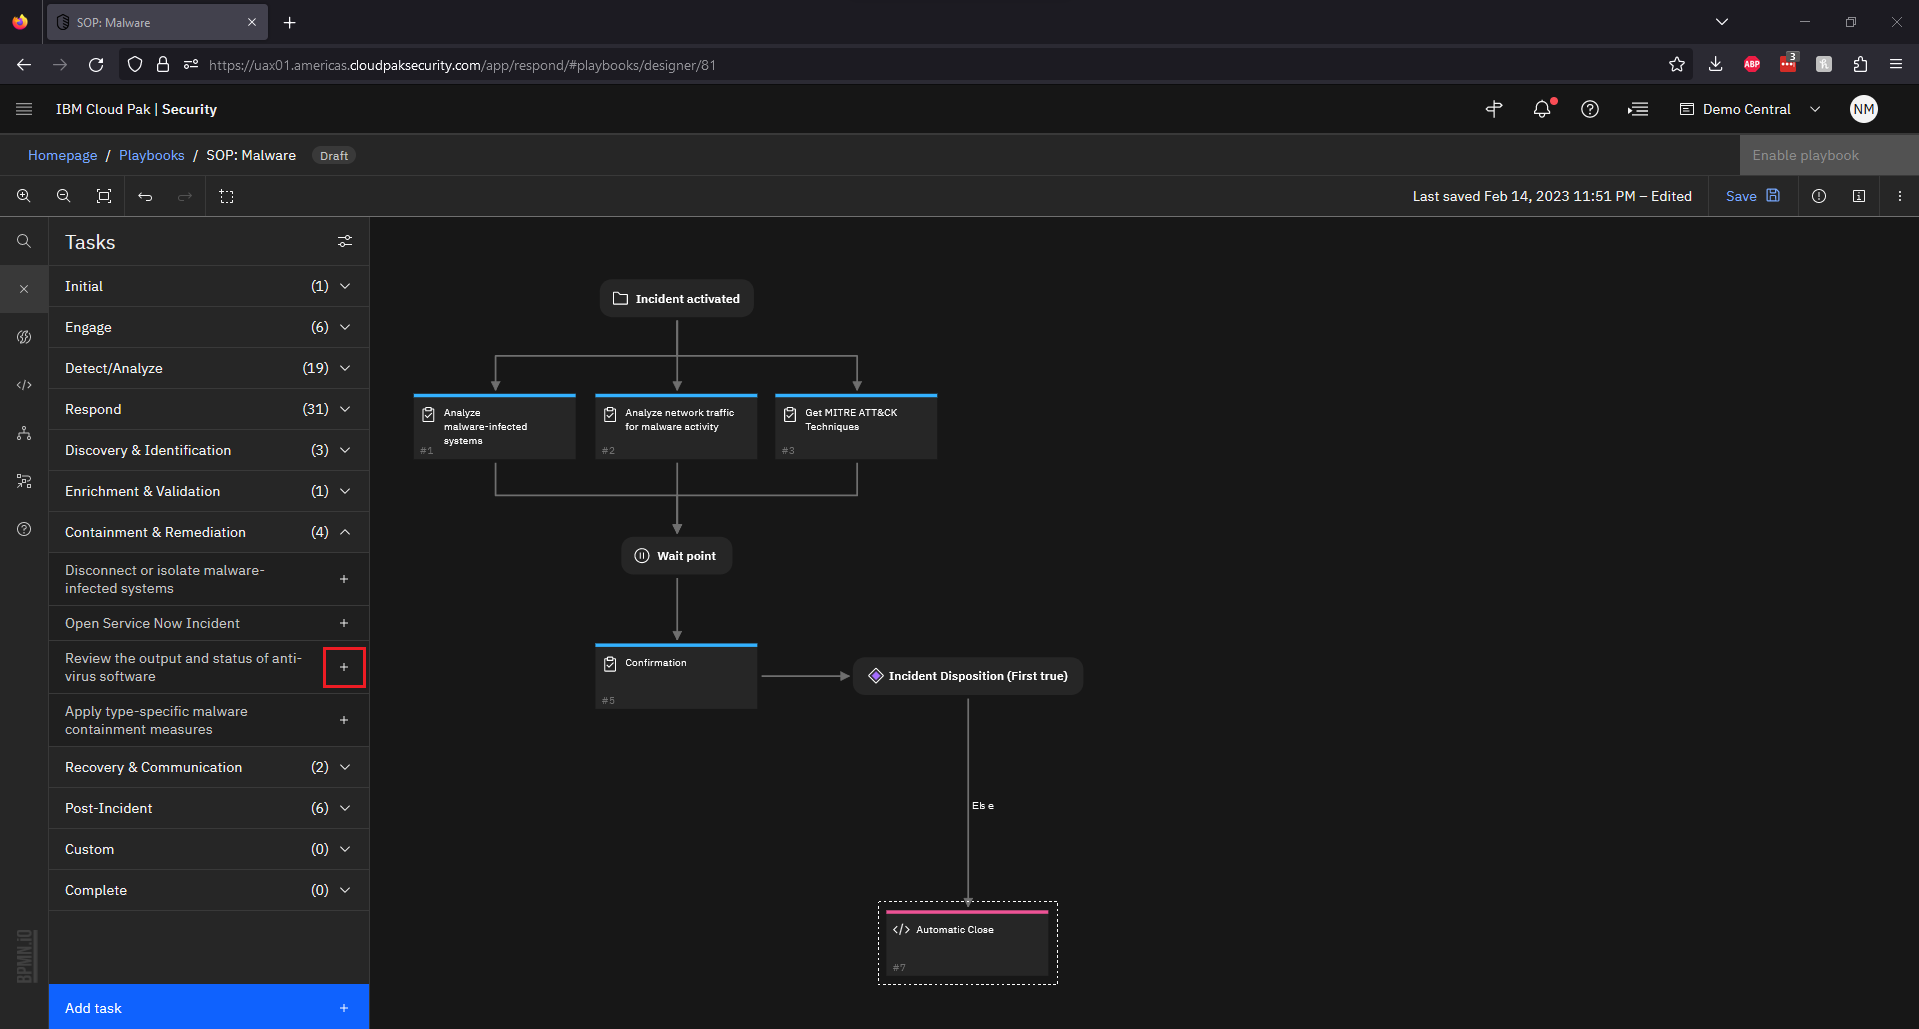 SOP: Malware
https://uax01.americas.cloudpaksecurity.com/app/respond/#playbooks/designer/81
ABP
3
IBM Cloud Pak | Security
Demo Central
NM
Homepage / Playbooks / SOP: Malware
Draft
Enable playbook
Last saved Feb 14, 2023 11:51 PM – Edited
Save
Tasks
Initial (1)
Engage (6)
Detect/Analyze (19)
Respond (31)
Discovery & Identification (3)
Enrichment & Validation (1)
Containment & Remediation (4)
Disconnect or isolate malware-
infected systems
Open Service Now Incident
Review the output and status of anti-
virus software
Apply type-specific malware
containment measures
Recovery & Communication (2)
Post-Incident (6)
Custom (0)
Complete (0)
Add task
BPMN.iO
Incident activated
Analyze
malware-infected
systems
#1
Analyze network traffic
for malware activity
#2
Get MITRE ATT&CK
Techniques
#3
Wait point
Confirmation
#5
Incident Disposition (First true)
Els e
Automatic Close
#7